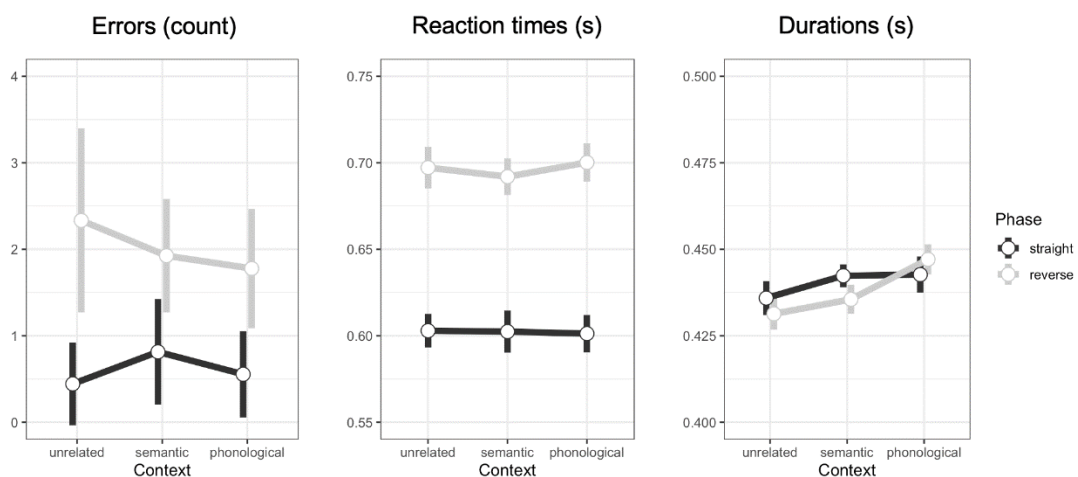 Errors (count)
4
3
2
1
0
unrelated semantic phonological
Context
Reaction times (s)
0.75
0.70
0.65
0.60
0.55
unrelated semantic phonological
Context
Durations (s)
0.500
0.475
0.450
0.425
0.400
unrelated semantic phonological
Context
Phase
straight
reverse